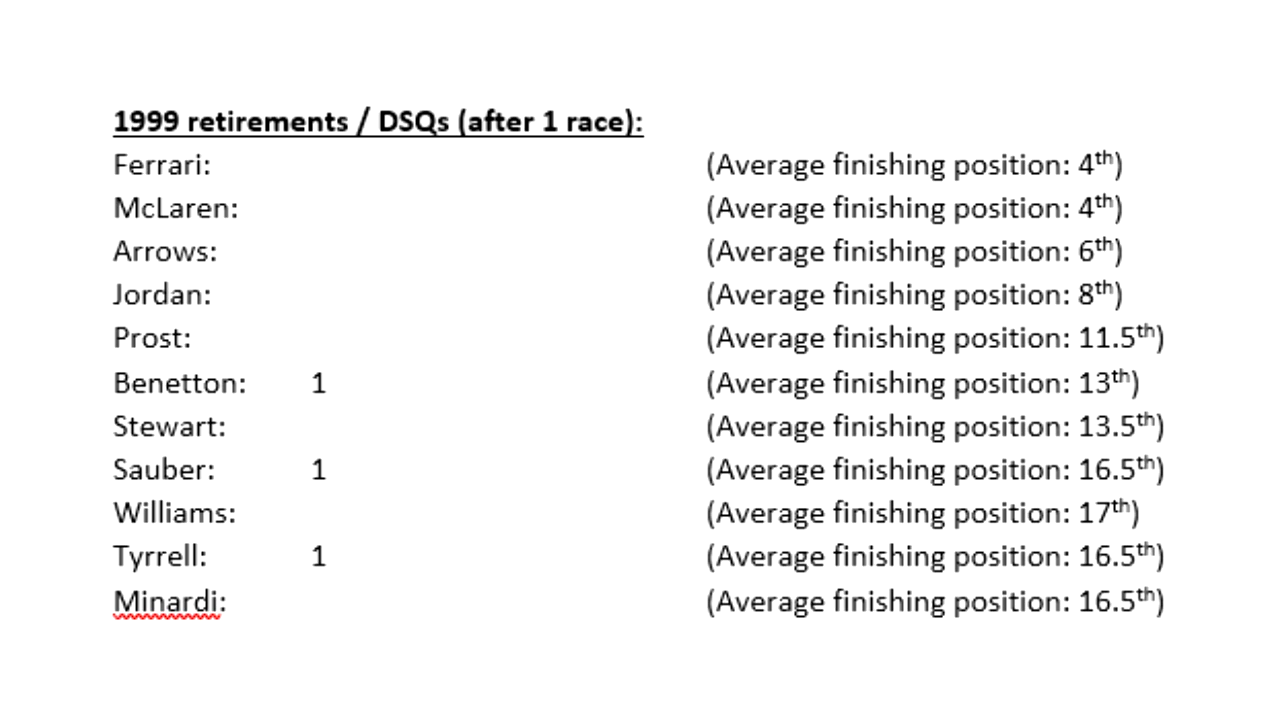 1999 retirements / DSQs (after 1 race):
Ferrari: (Average finishing position: 4th)
McLaren: (Average finishing position: 4th)
Arrows: (Average finishing position: 6th)
Jordan: (Average finishing position: 8th)
Prost: (Average finishing position: 11.5th)
Benetton: 1 (Average finishing position: 13th)
Stewart: (Average finishing position: 13.5th)
Sauber: 1 (Average finishing position: 16.5th)
Williams: (Average finishing position: 17th)
Tyrrell: 1 (Average finishing position: 16.5th)
Minardi: (Average finishing position: 16.5th)